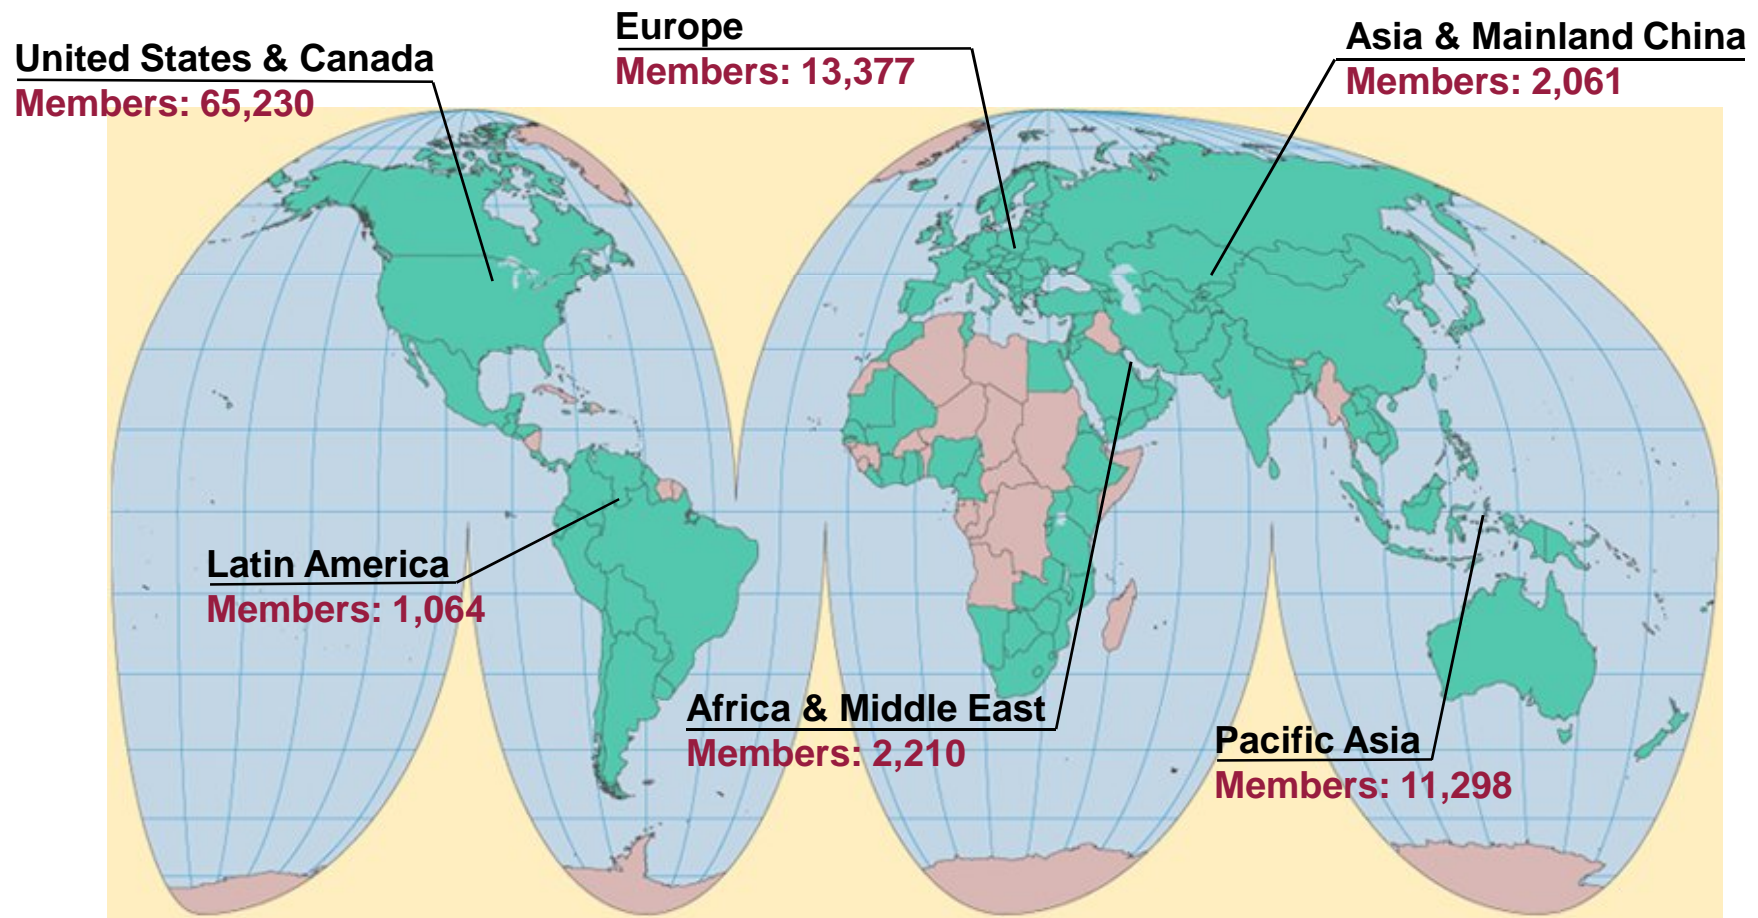 United States & Canada
Members: 65,230
Europe
Members: 13,377
Asia & Mainland China
Members: 2,061
Latin America
Members: 1,064
Africa & Middle East
Members: 2,210
Pacific Asia
Members: 11,298